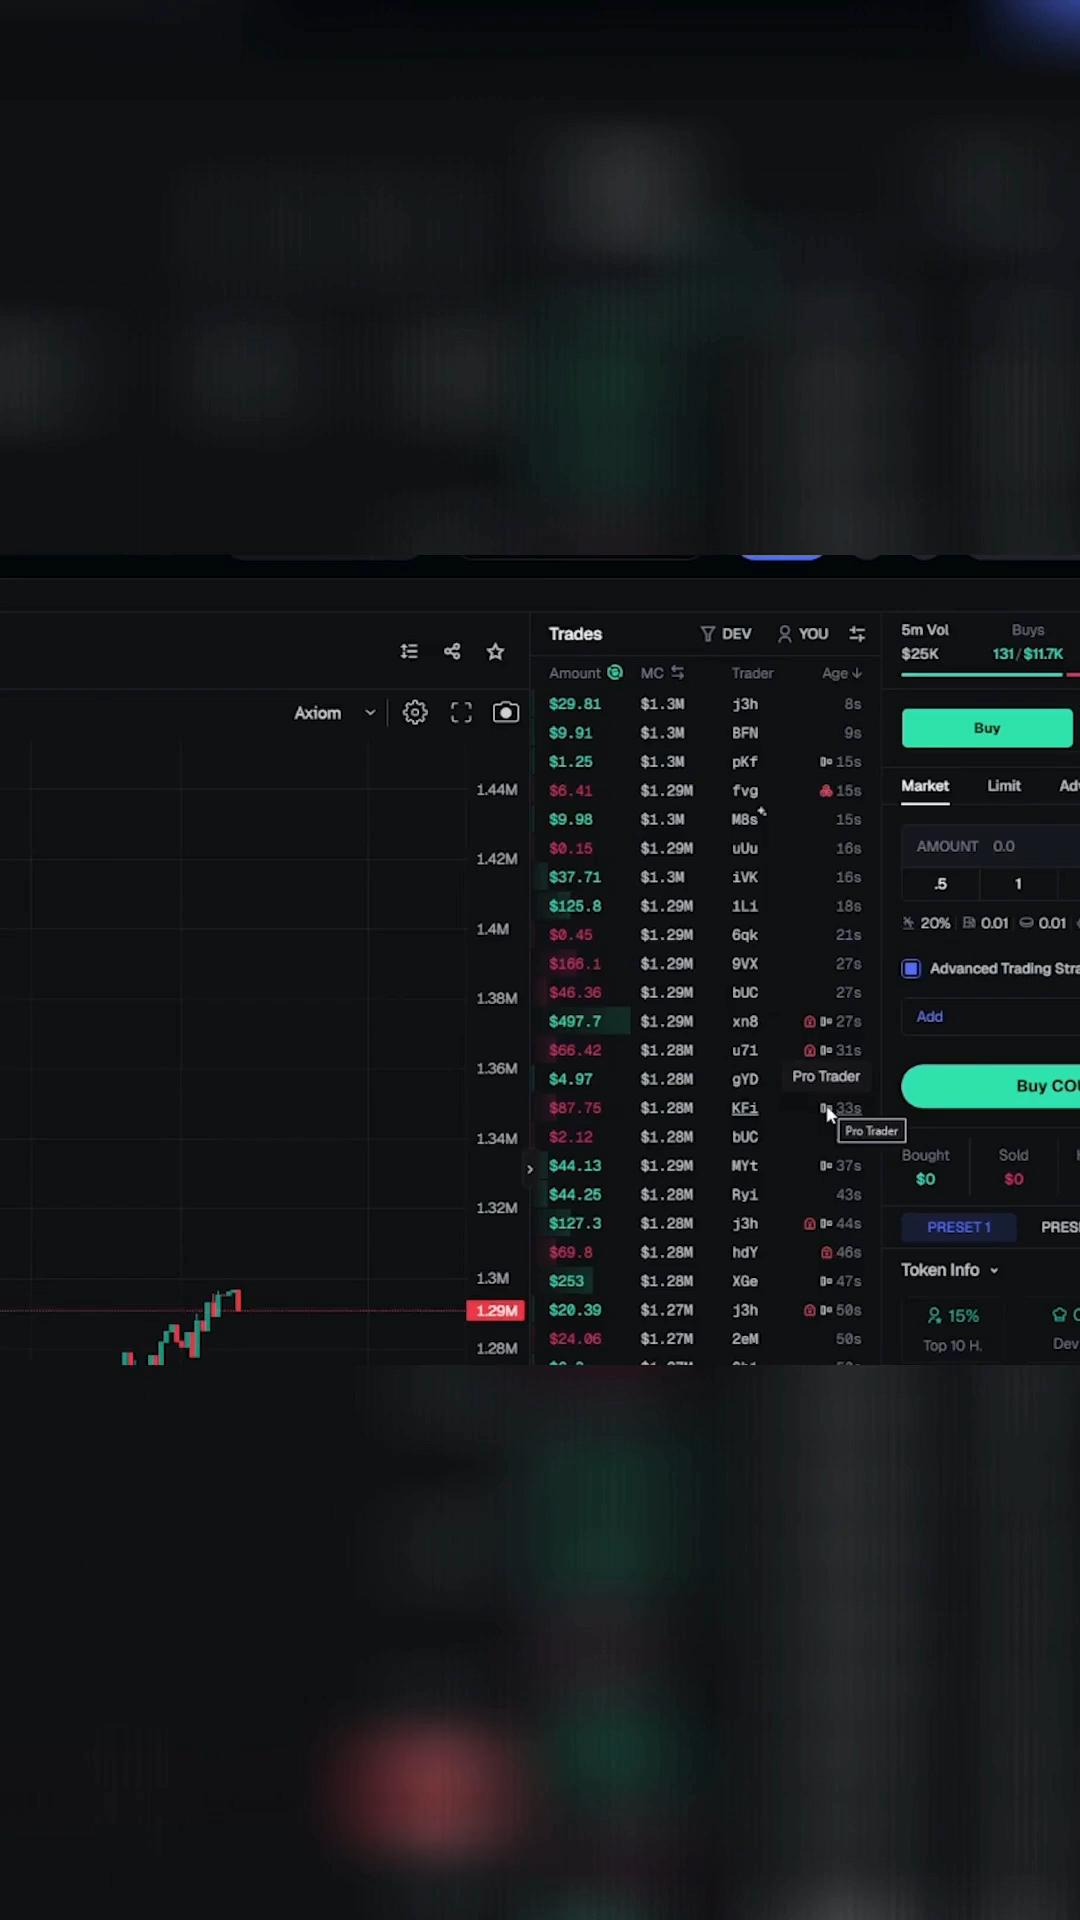 Trades DEV YOU
5m Vol Buys
$25K 131 / $11.7K
Amount MC Trader Age
Axiom
$29.81 $1.3M j3h 8s
$9.91 $1.3M BFN 9s
$1.25 $1.3M pKf 15s
$6.41 $1.29M fvg 15s
$9.98 $1.3M M8s 15s
$0.15 $1.29M uUu 16s
$37.71 $1.3M iVK 16s
$125.8 $1.29M 1Li 18s
$0.45 $1.29M 6qk 21s
$166.1 $1.29M 9VX 27s
$46.36 $1.29M bUC 27s
$497.7 $1.29M xn8 27s
$66.42 $1.28M u71 31s
$4.97 $1.28M gYD
Pro Trader
$87.75 $1.28M KFi 33s
Pro Trader
$2.12 $1.28M bUC
$44.13 $1.29M MYt 37s
$44.25 $1.28M Ryi 43s
$127.3 $1.28M j3h 44s
$69.8 $1.28M hdY 46s
$253 $1.28M XGe 47s
$20.39 $1.27M j3h 50s
$24.06 $1.27M 2eM 50s
1.44M
1.42M
1.4M
1.38M
1.36M
1.34M
1.32M
1.3M
1.29M
1.28M
Buy
Market Limit Ad
AMOUNT 0.0
.5 1
20% 0.01 0.01
Advanced Trading Stra
Add
Buy COU
Bought Sold
$0 $0
PRESET 1 PRESE
Token Info
15%
Top 10 H. Dev